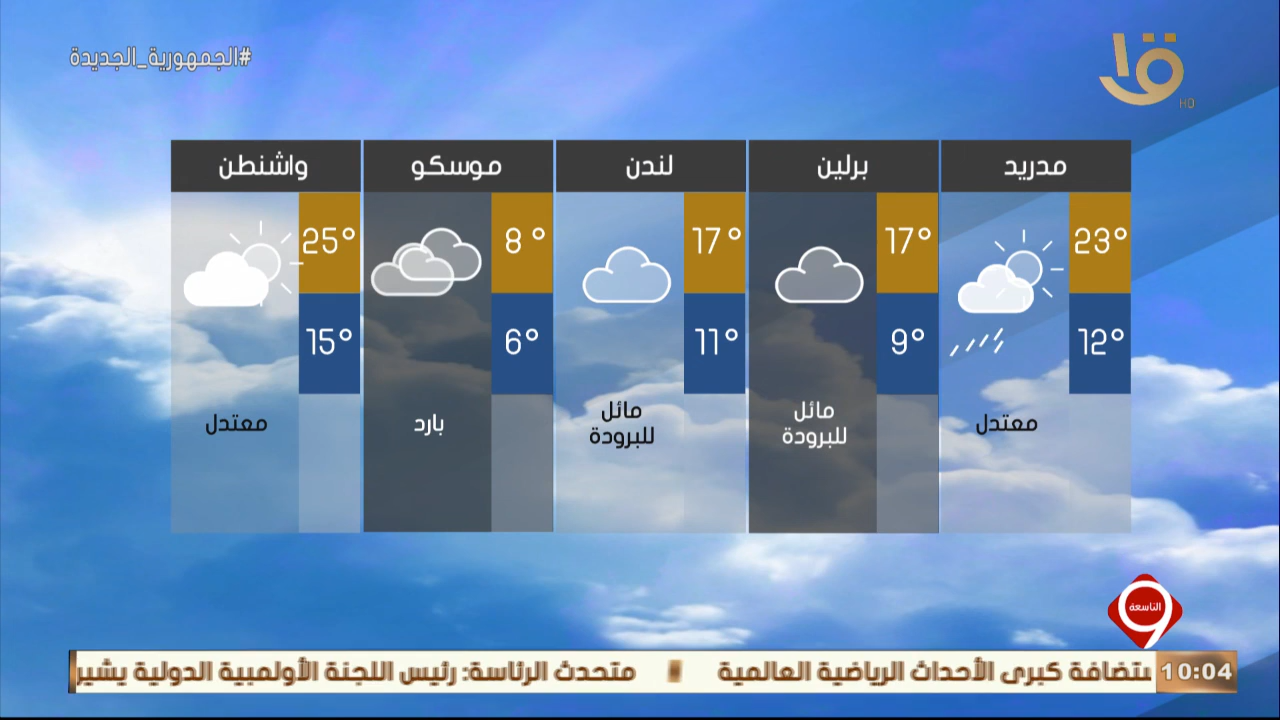 #الجمهورية_الجديدة
HD
مدريد
23°
12°
معتدل
برلين
17°
9°
مائل
للبرودة
لندن
17°
11°
مائل
للبرودة
موسكو
8°
6°
بارد
واشنطن
25°
15°
معتدل
التاسعة
9
10:04
ستضافة كبرى الأحداث الرياضية العالمية
متحدث الرئاسة: رئيس اللجنة الأولمبية الدولية يشير